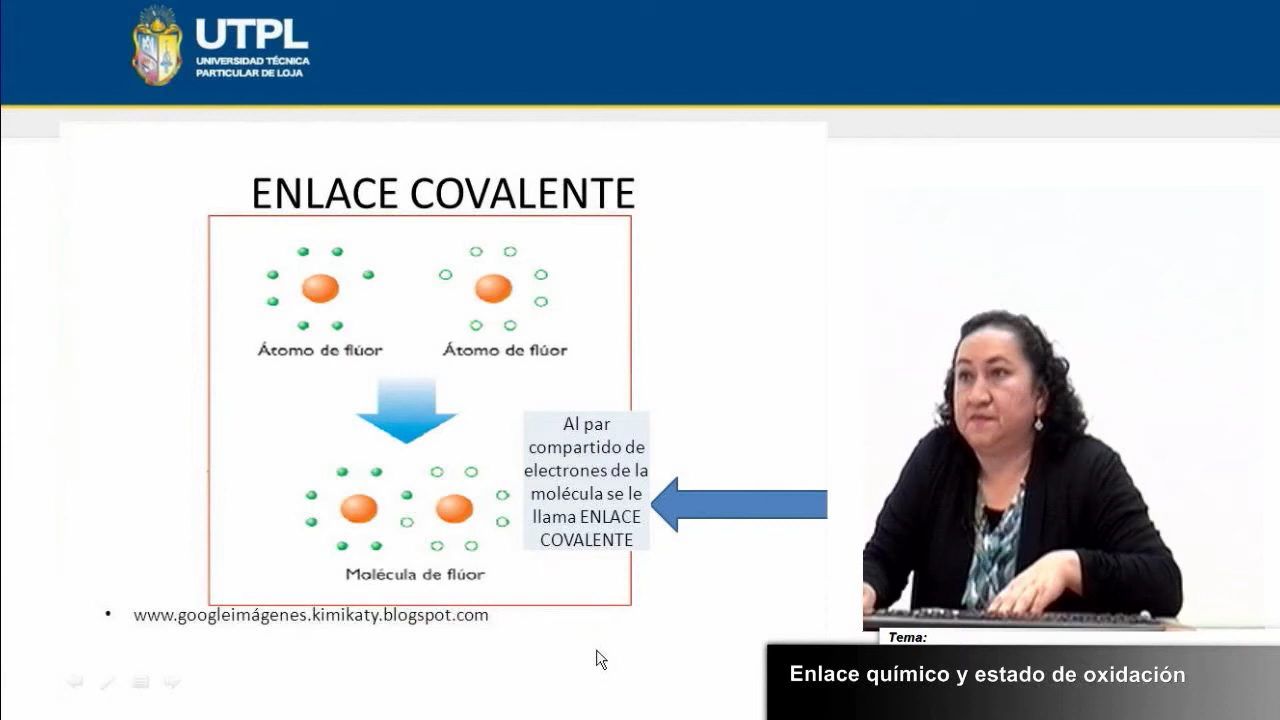 UTPL
UNIVERSIDAD TÉCNICA
PARTICULAR DE LOJA
ENLACE COVALENTE
Átomo de flúor
Átomo de flúor
Al par
compartido de
electrones de la
molécula se le
llama ENLACE
COVALENTE
Molécula de flúor
• www.googleimágenes.kimikaty.blogspot.com
Tema:
Enlace químico y estado de oxidación